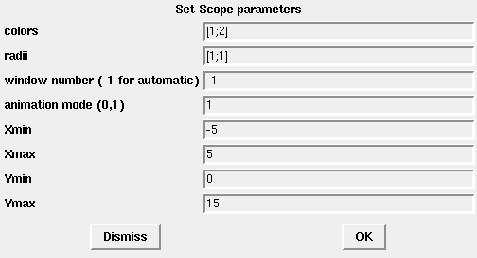 Set Scope parameters
colors [1;2]
radii [1;1]
window number ( 1 for automatic) 1
animation mode (0,1) 1
Xmin -5
Xmax 5
Ymin 0
Ymax 15
Dismiss OK